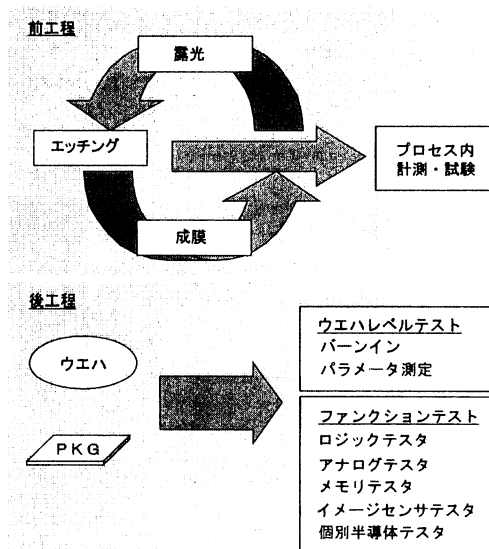 前工程
露光
エッチング
プロセス内
計測・試験
成膜
後工程
ウエハ
PKG
ウエハレベルテスト
バーンイン
パラメータ測定
ファンクションテスト
ロジックテスタ
アナログテスタ
メモリテスタ
イメージセンサテスタ
個別半導体テスタ